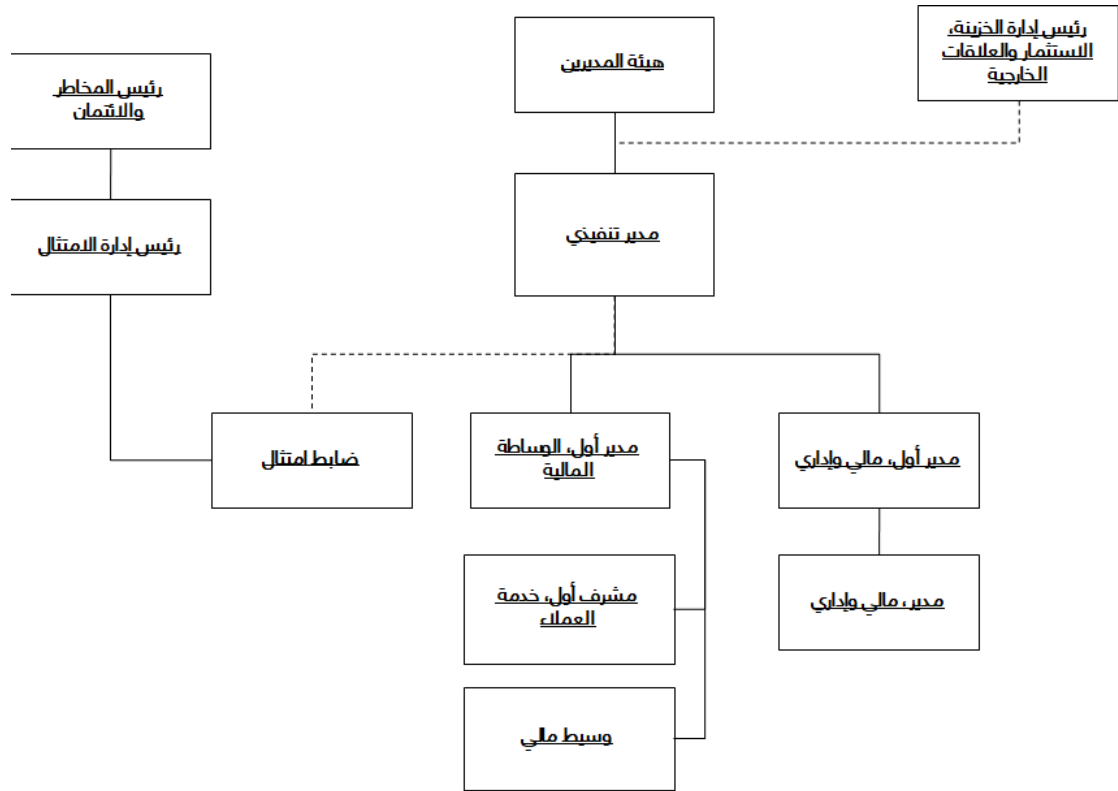 رئيس إدارة الخزينة،
الاستثمار والعلاقات
الخارجية
هيئة المديرين
رئيس المخاطر
والائتمان
مدير تنفيذي
رئيس إدارة الامتثال
مدير أول، مالي وإداري
مدير أول، الوساطة
المالية
ضابط امتثال
مدير، مالي وإداري
مشرف أول، خدمة
العملاء
وسيط مالي